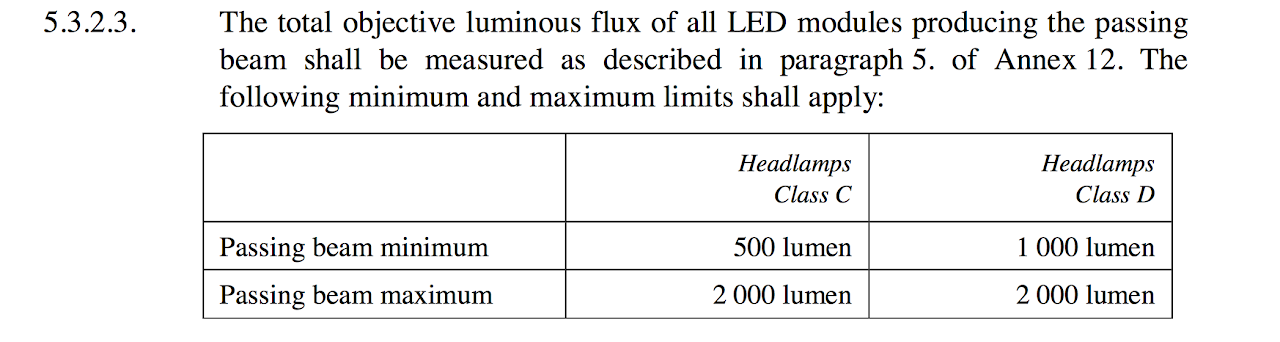 5.3.2.3. The total objective luminous flux of all LED modules producing the passing
beam shall be measured as described in paragraph 5. of Annex 12. The
following minimum and maximum limits shall apply:
Headlamps Headlamps
Class C Class D
Passing beam minimum 500 lumen 1 000 lumen
Passing beam maximum 2 000 lumen 2 000 lumen